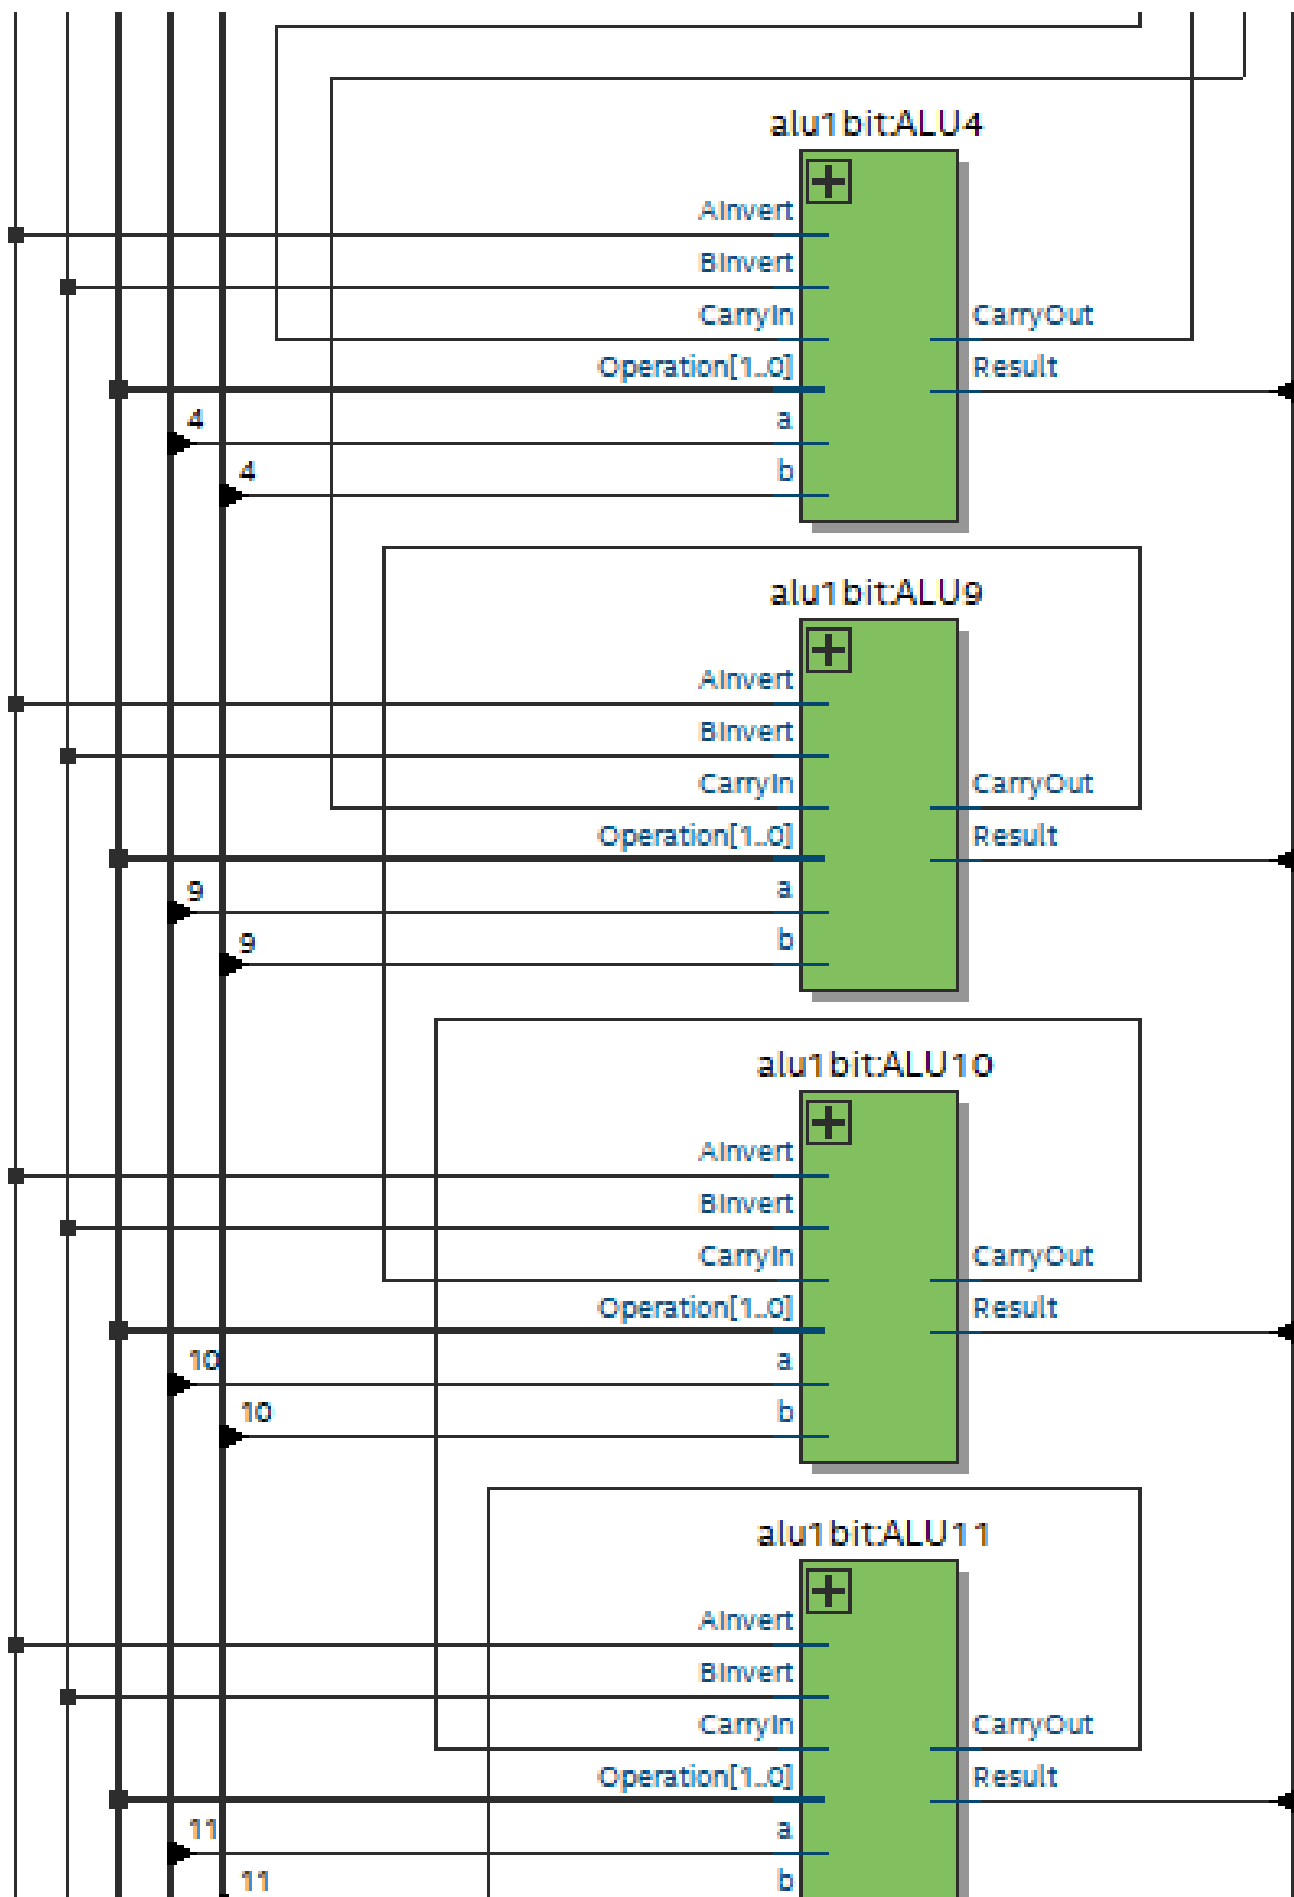 alu1bit:ALU4
AInvert
BInvert
CarryIn CarryOut
Operation[1..0] Result
4 a
4 b
alu1bit:ALU9
AInvert
BInvert
CarryIn CarryOut
Operation[1..0] Result
9 a
9 b
alu1bit:ALU10
AInvert
BInvert
CarryIn CarryOut
Operation[1..0] Result
10 a
10 b
alu1bit:ALU11
AInvert
BInvert
CarryIn CarryOut
Operation[1..0] Result
11 a
11 b